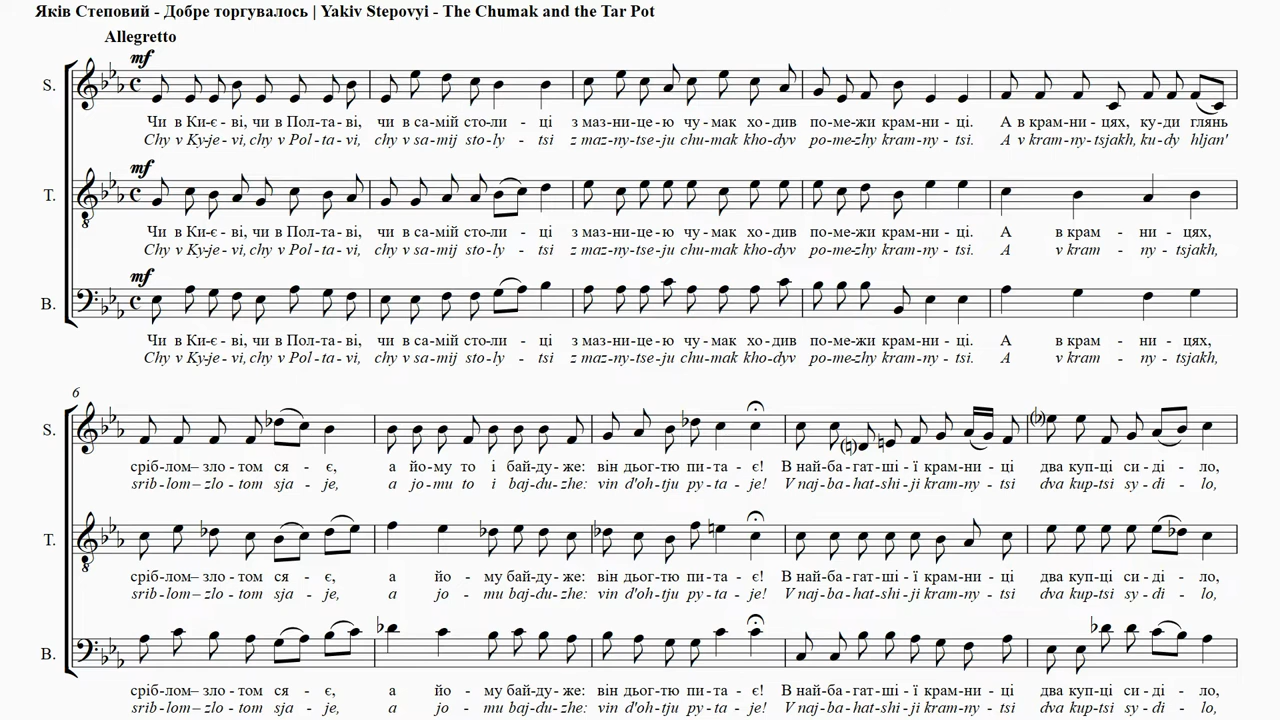 Яків Степовий - Добре торгувалось | Yakiv Stepovyi - The Chumak and the Tar Pot
Allegretto
mf
S.
Чи в Ки-є - ві, чи в Пол-та - ві, чи в са-мій сто-ли - ці з маз-ни-це-ю чу-мак хо-див по-ме-жи крам-ни - ці. А в крам-ни - цях, ку-ди глянь
Chy v Ky-je-vi, chy v Pol-ta-vi, chy v sa-mij sto-ly - tsi z maz-ny-tse-ju chu-mak kho-dyv po-me-zhy kram-ny - tsi. A v kram-ny-tsjakh, ku-dy hljan'
mf
T.
Чи в Ки-є - ві, чи в Пол-та - ві, чи в са-мій сто-ли - ці з маз-ни-це-ю чу-мак хо-див по-ме-жи крам-ни - ці. А в крам - ни - цях,
Chy v Ky-je-vi, chy v Pol-ta-vi, chy v sa-mij sto-ly - tsi z maz-ny-tse-ju chu-mak kho-dyv po-me-zhy kram-ny - tsi. A v kram - ny - tsjakh,
mf
B.
Чи в Ки-є - ві, чи в Пол-та - ві, чи в са-мій сто-ли - ці з маз-ни-це-ю чу-мак хо-див по-ме-жи крам-ни - ці. А в крам - ни - цях,
Chy v Ky-je-vi, chy v Pol-ta-vi, chy v sa-mij sto-ly - tsi z maz-ny-tse-ju chu-mak kho-dyv po-me-zhy kram-ny - tsi. A v kram - ny - tsjakh,
6
S.
сріб-лом–зло-том ся - є, а йо-му то і бай-ду - же: він дьог-тю пи-та - є! В най-ба-гат-ші - ї крам-ни - ці два куп-ці си-ді - ло,
srib-lom–zlo-tom sja - je, a jo-mu to i baj-du-zhe: vin d'oh-tju py-ta - je! V naj-ba-hat-shi-ji kram-ny - tsi dva kup-tsi sy-di - lo,
T.
сріб-лом–зло-том ся - є, а йо - му бай-ду-же: він дьог-тю пи-та - є! В най-ба-гат-ші - ї крам-ни - ці два куп-ці си-ді - ло,
srib-lom–zlo-tom sja - je, a jo - mu baj-du-zhe: vin d'oh-tju py-ta - je! V naj-ba-hat-shi-ji kram-ny - tsi dva kup-tsi sy-di - lo,
B.
сріб-лом–зло-том ся - є, а йо - му бай-ду-же: він дьог-тю пи-та - є! В най-ба-гат-ші - ї крам-ни - ці два куп-ці си-ді - ло,
srib-lom–zlo-tom sja - je, a jo - mu baj-du-zhe: vin d'oh-tju py-ta - je! V naj-ba-hat-shi-ji kram-ny - tsi dva kup-tsi sy-di - lo,